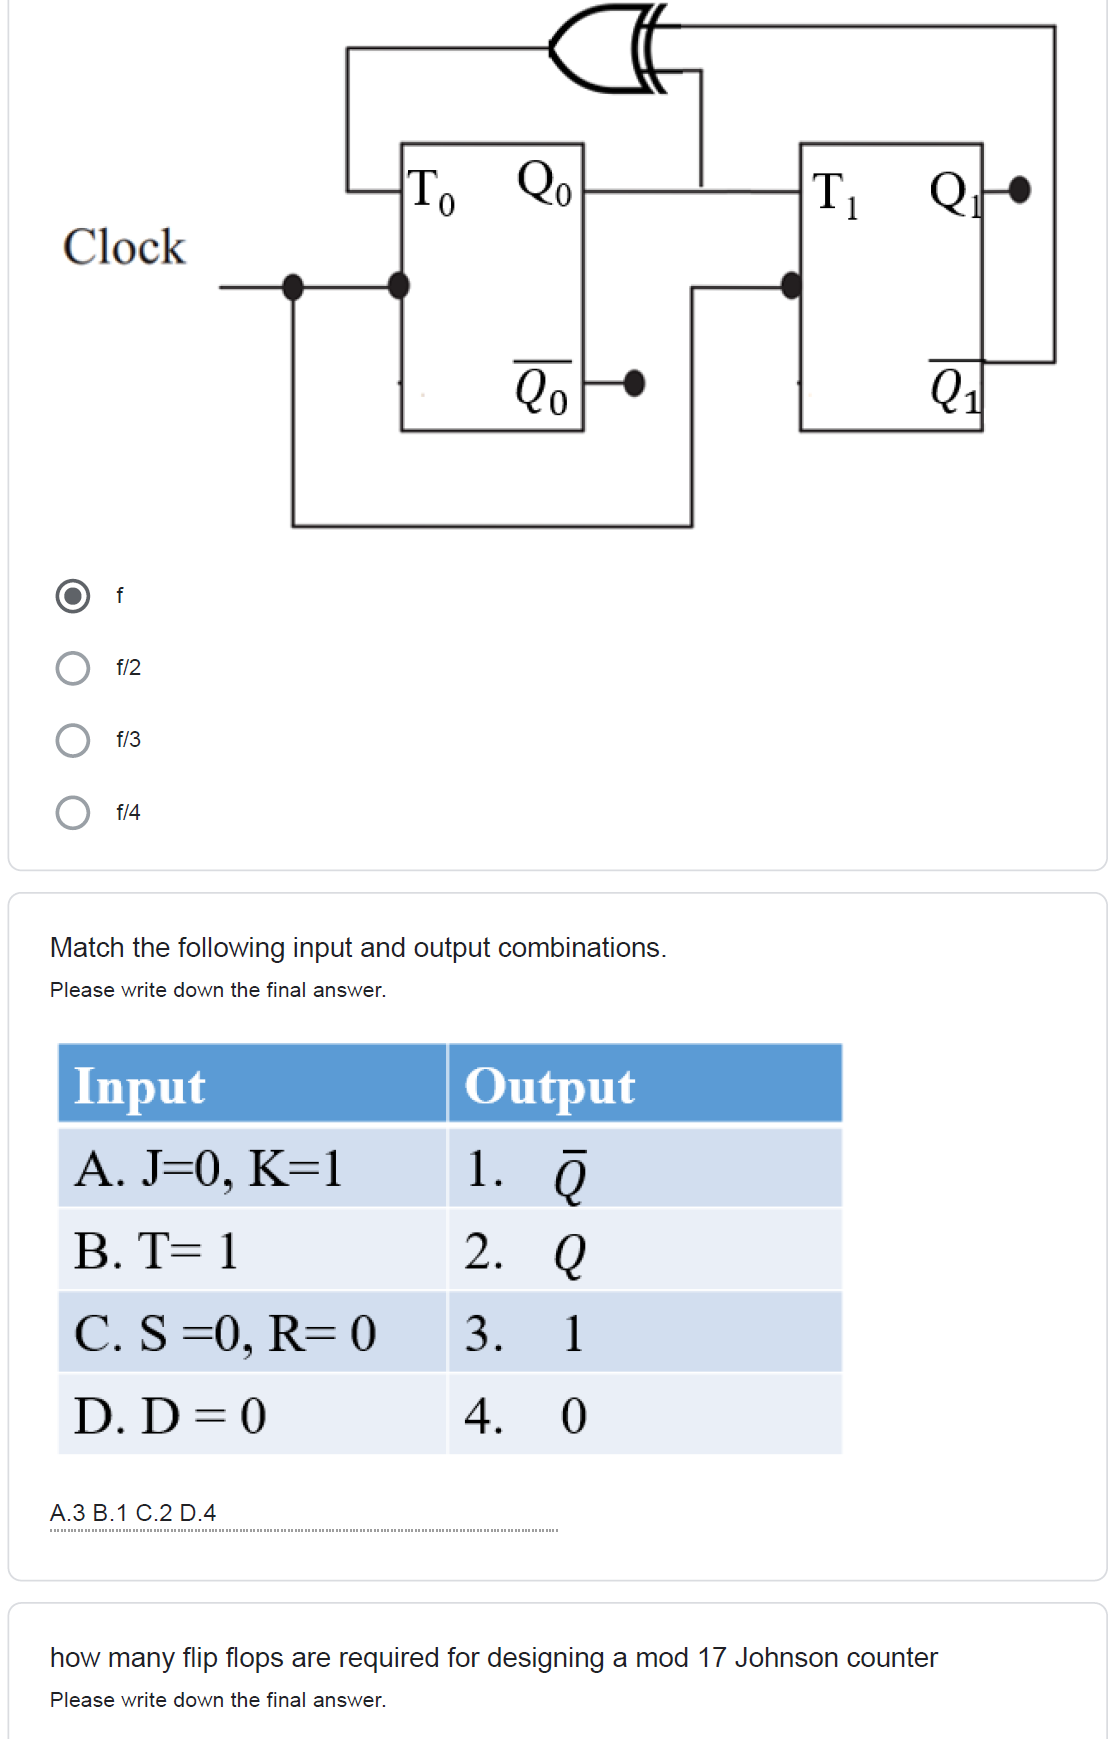 T₀ Q₀ T₁ Q₁
Clock
Q̅₀ Q̅₁
f
f/2
f/3
f/4
Match the following input and output combinations.
Please write down the final answer.
Input Output
A. J=0, K=1 1. Q̅
B. T= 1 2. Q
C. S =0, R= 0 3. 1
D. D = 0 4. 0
A.3 B.1 C.2 D.4
how many flip flops are required for designing a mod 17 Johnson counter
Please write down the final answer.